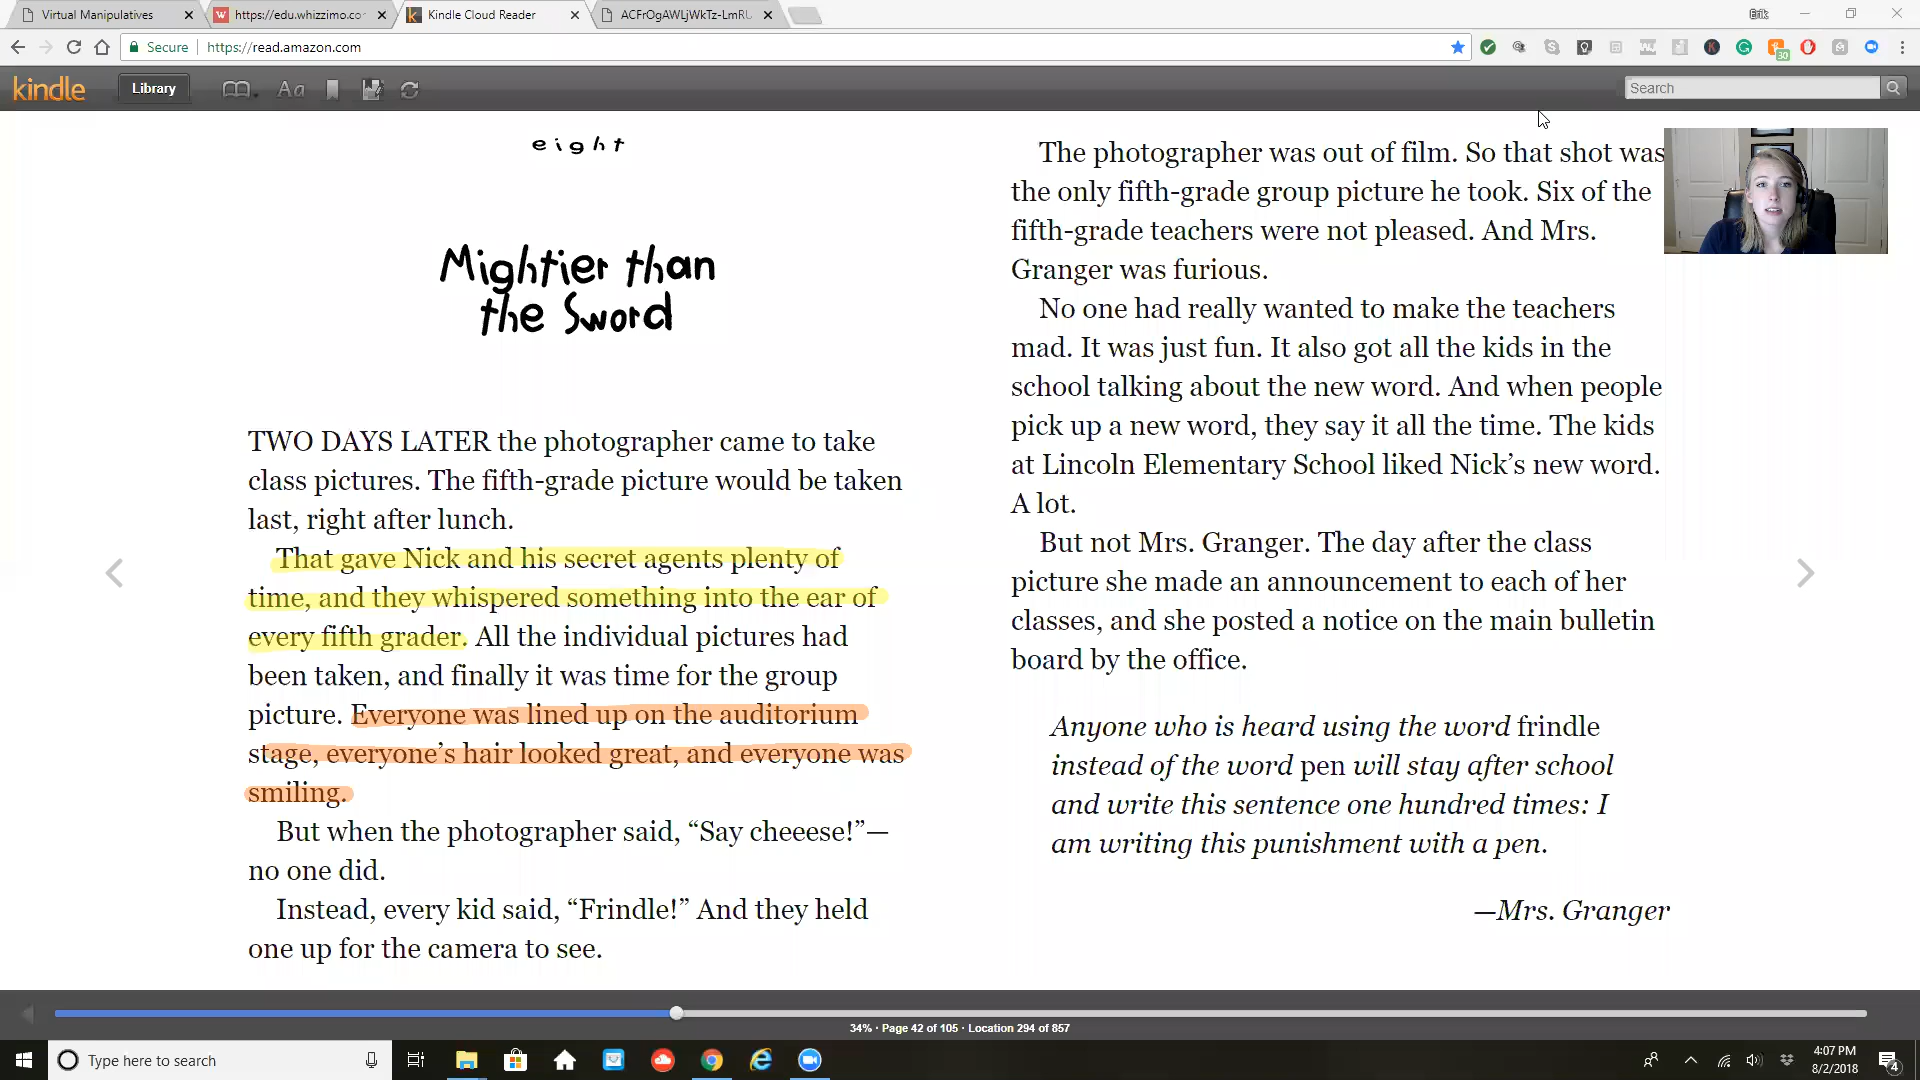 Virtual Manipulatives
https://edu.whizzimo.co
Kindle Cloud Reader
ACFrOgAWLjWkTz-LmRU
Erik
Secure
https://read.amazon.com
30
kindle
Library
Aa
Search
eight
Mightier than
the Sword
TWO DAYS LATER the photographer came to take
class pictures. The fifth-grade picture would be taken
last, right after lunch.
That gave Nick and his secret agents plenty of
time, and they whispered something into the ear of
every fifth grader. All the individual pictures had
been taken, and finally it was time for the group
picture. Everyone was lined up on the auditorium
stage, everyone’s hair looked great, and everyone was
smiling.
But when the photographer said, “Say cheeese!”—
no one did.
Instead, every kid said, “Frindle!” And they held
one up for the camera to see.
The photographer was out of film. So that shot was
the only fifth-grade group picture he took. Six of the
fifth-grade teachers were not pleased. And Mrs.
Granger was furious.
No one had really wanted to make the teachers
mad. It was just fun. It also got all the kids in the
school talking about the new word. And when people
pick up a new word, they say it all the time. The kids
at Lincoln Elementary School liked Nick’s new word.
A lot.
But not Mrs. Granger. The day after the class
picture she made an announcement to each of her
classes, and she posted a notice on the main bulletin
board by the office.
Anyone who is heard using the word frindle
instead of the word pen will stay after school
and write this sentence one hundred times: I
am writing this punishment with a pen.
—Mrs. Granger
34% · Page 42 of 105 · Location 294 of 857
Type here to search
4:07 PM
8/2/2018
4